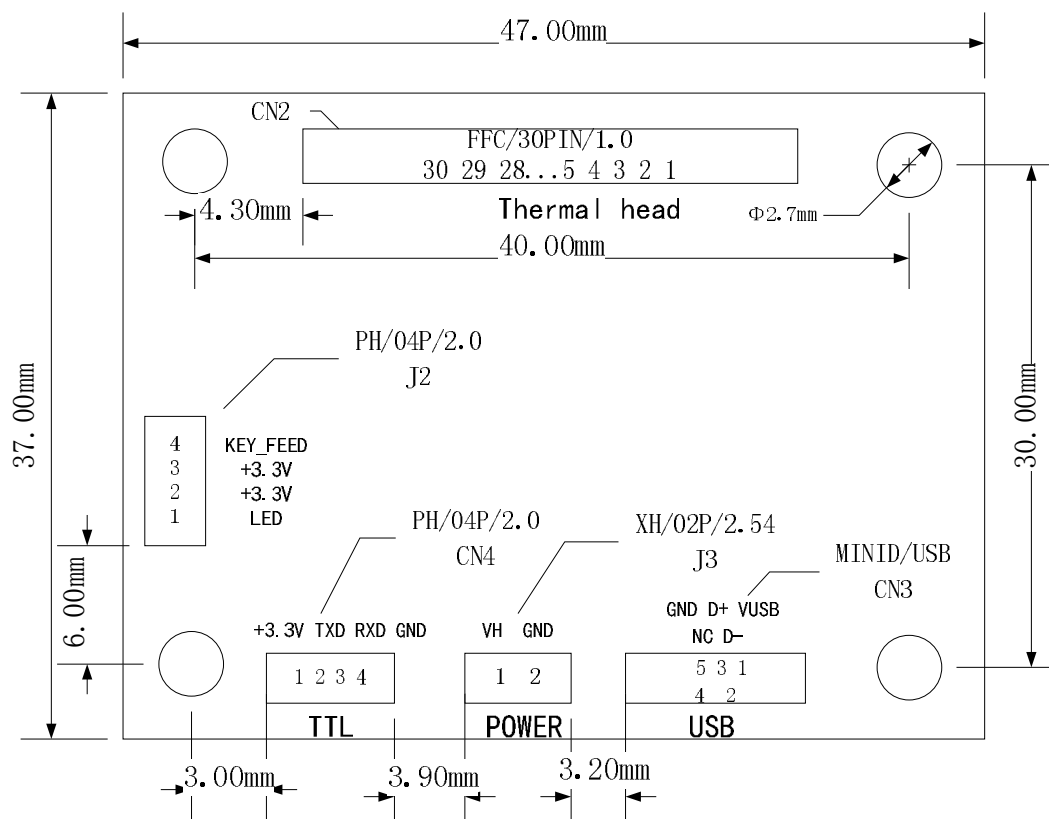 47.00mm
CN2
FFC/30PIN/1.0
30 29 28...5 4 3 2 1
4.30mm
Thermal head
Φ2.7mm
40.00mm
PH/04P/2.0
J2
37.00mm
30.00mm
4 KEY_FEED
3 +3.3V
2 +3.3V
1 LED
PH/04P/2.0
CN4
XH/02P/2.54
J3
MINID/USB
CN3
6.00mm
GND D+ VUSB
NC D-
+3.3V TXD RXD GND
VH GND
1 2 3 4
1 2
5 3 1
4 2
TTL
POWER
USB
3.00mm
3.90mm
3.20mm